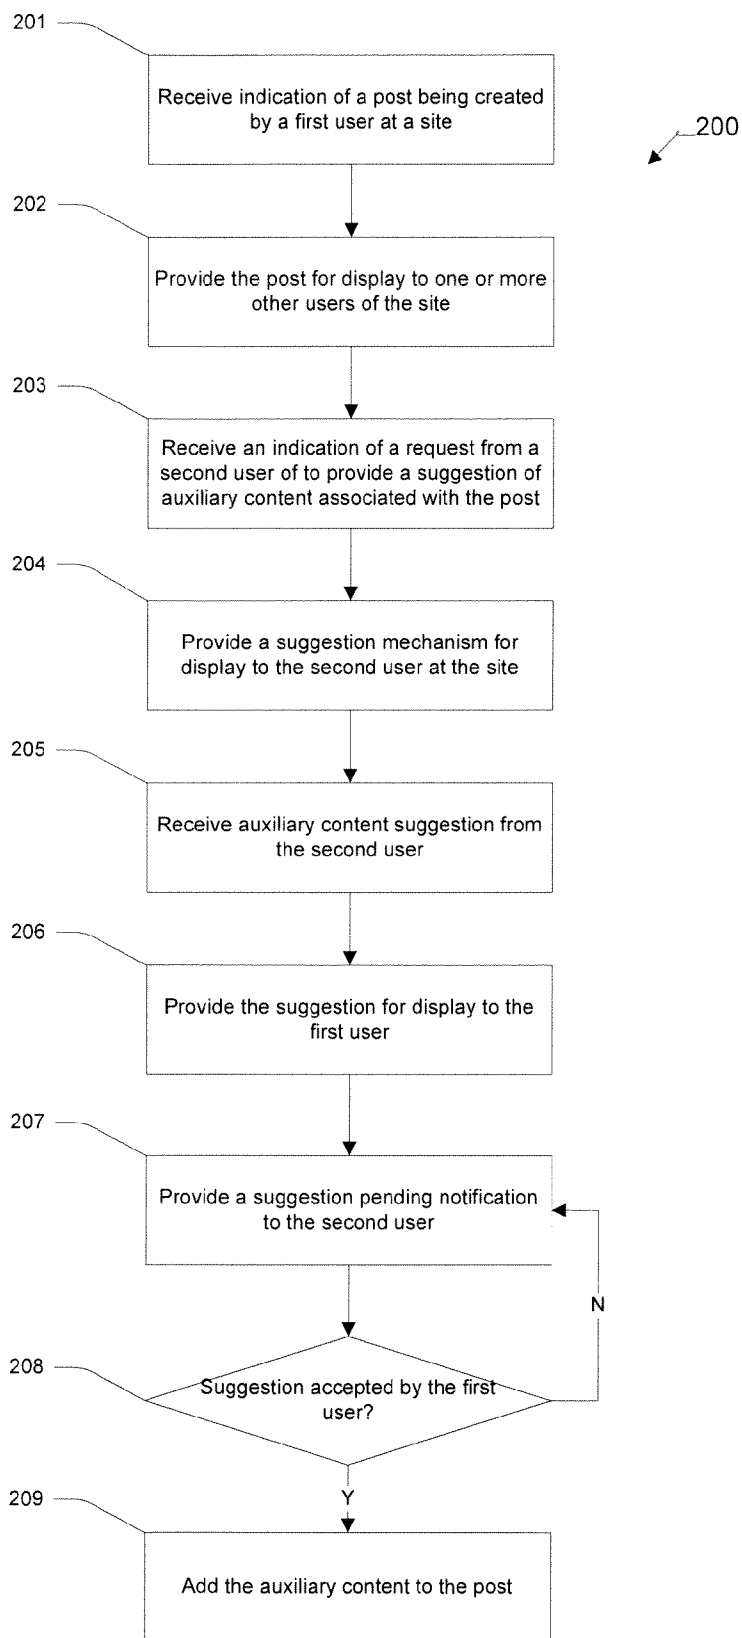 201
Receive indication of a post being created
by a first user at a site
200
202
Provide the post for display to one or more
other users of the site
203
Receive an indication of a request from a
second user of to provide a suggestion of
auxiliary content associated with the post
204
Provide a suggestion mechanism for
display to the second user at the site
205
Receive auxiliary content suggestion from
the second user
206
Provide the suggestion for display to the
first user
207
Provide a suggestion pending notification
to the second user
N
208
Suggestion accepted by the first
user?
Y
209
Add the auxiliary content to the post